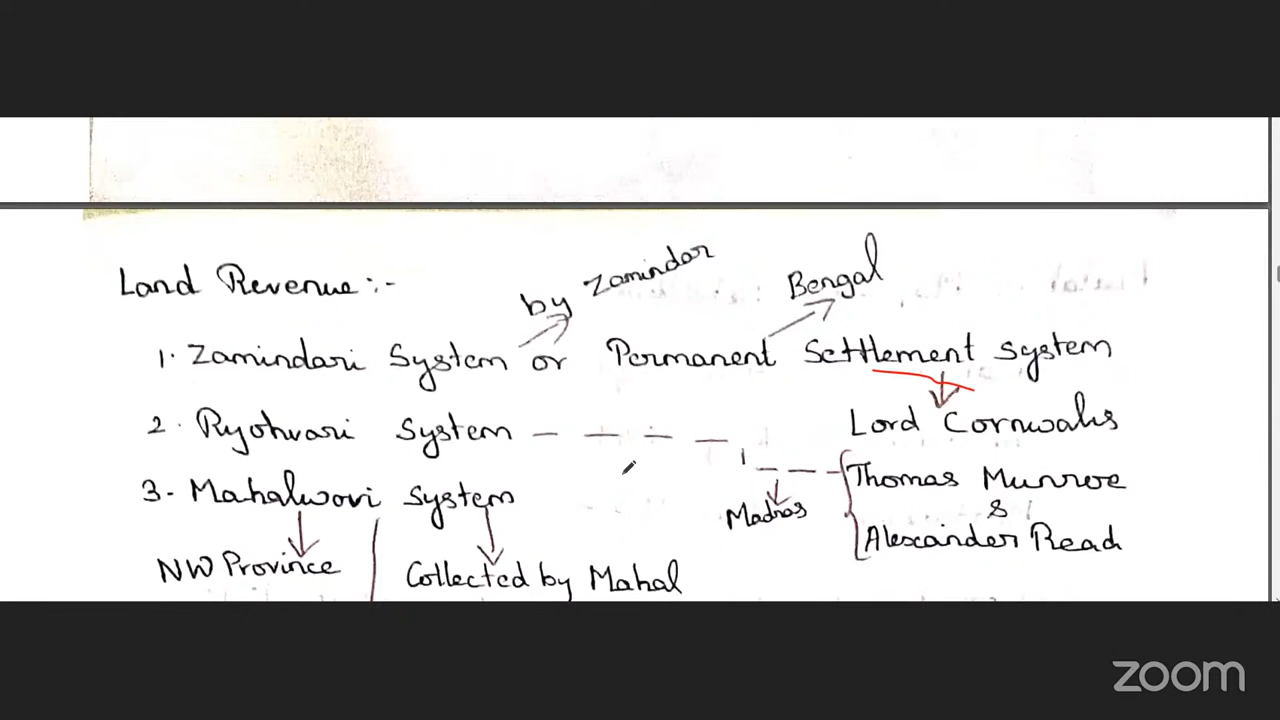 Land Revenue :-
by Zamindar
Bengal
1. Zamindari System or Permanent Settlement system
Lord Cornwalis
2. Ryotwari System - - - -
- - - Thomas Munroe
&
Alexander Read
Madras
3- Mahalwari system
NW Province
Collected by Mahal
zoom